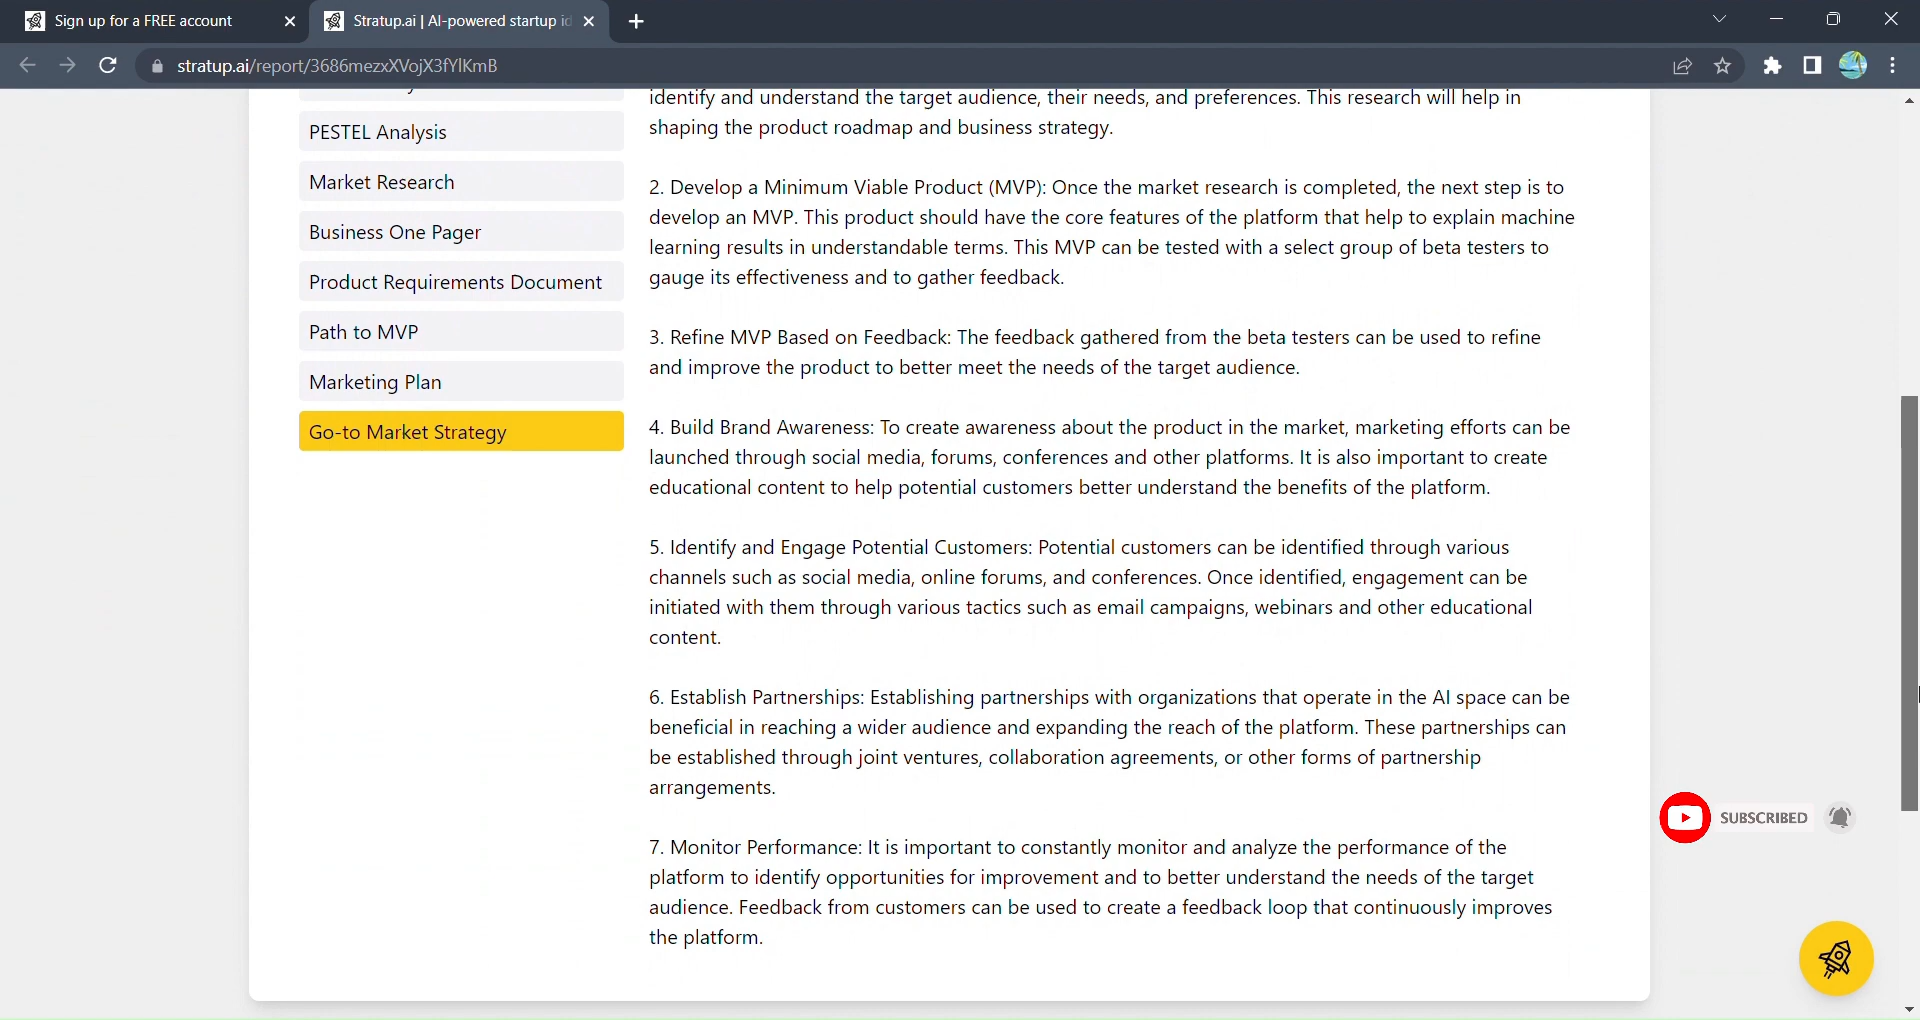 Sign up for a FREE account
Stratup.ai | AI-powered startup id
stratup.ai/report/3686mezxXVojX3fYlKmB
PESTEL Analysis
Market Research
Business One Pager
Product Requirements Document
Path to MVP
Marketing Plan
Go-to Market Strategy
identify and understand the target audience, their needs, and preferences. This research will help in
shaping the product roadmap and business strategy.
2. Develop a Minimum Viable Product (MVP): Once the market research is completed, the next step is to
develop an MVP. This product should have the core features of the platform that help to explain machine
learning results in understandable terms. This MVP can be tested with a select group of beta testers to
gauge its effectiveness and to gather feedback.
3. Refine MVP Based on Feedback: The feedback gathered from the beta testers can be used to refine
and improve the product to better meet the needs of the target audience.
4. Build Brand Awareness: To create awareness about the product in the market, marketing efforts can be
launched through social media, forums, conferences and other platforms. It is also important to create
educational content to help potential customers better understand the benefits of the platform.
5. Identify and Engage Potential Customers: Potential customers can be identified through various
channels such as social media, online forums, and conferences. Once identified, engagement can be
initiated with them through various tactics such as email campaigns, webinars and other educational
content.
6. Establish Partnerships: Establishing partnerships with organizations that operate in the AI space can be
beneficial in reaching a wider audience and expanding the reach of the platform. These partnerships can
be established through joint ventures, collaboration agreements, or other forms of partnership
arrangements.
7. Monitor Performance: It is important to constantly monitor and analyze the performance of the
platform to identify opportunities for improvement and to better understand the needs of the target
audience. Feedback from customers can be used to create a feedback loop that continuously improves
the platform.
SUBSCRIBED